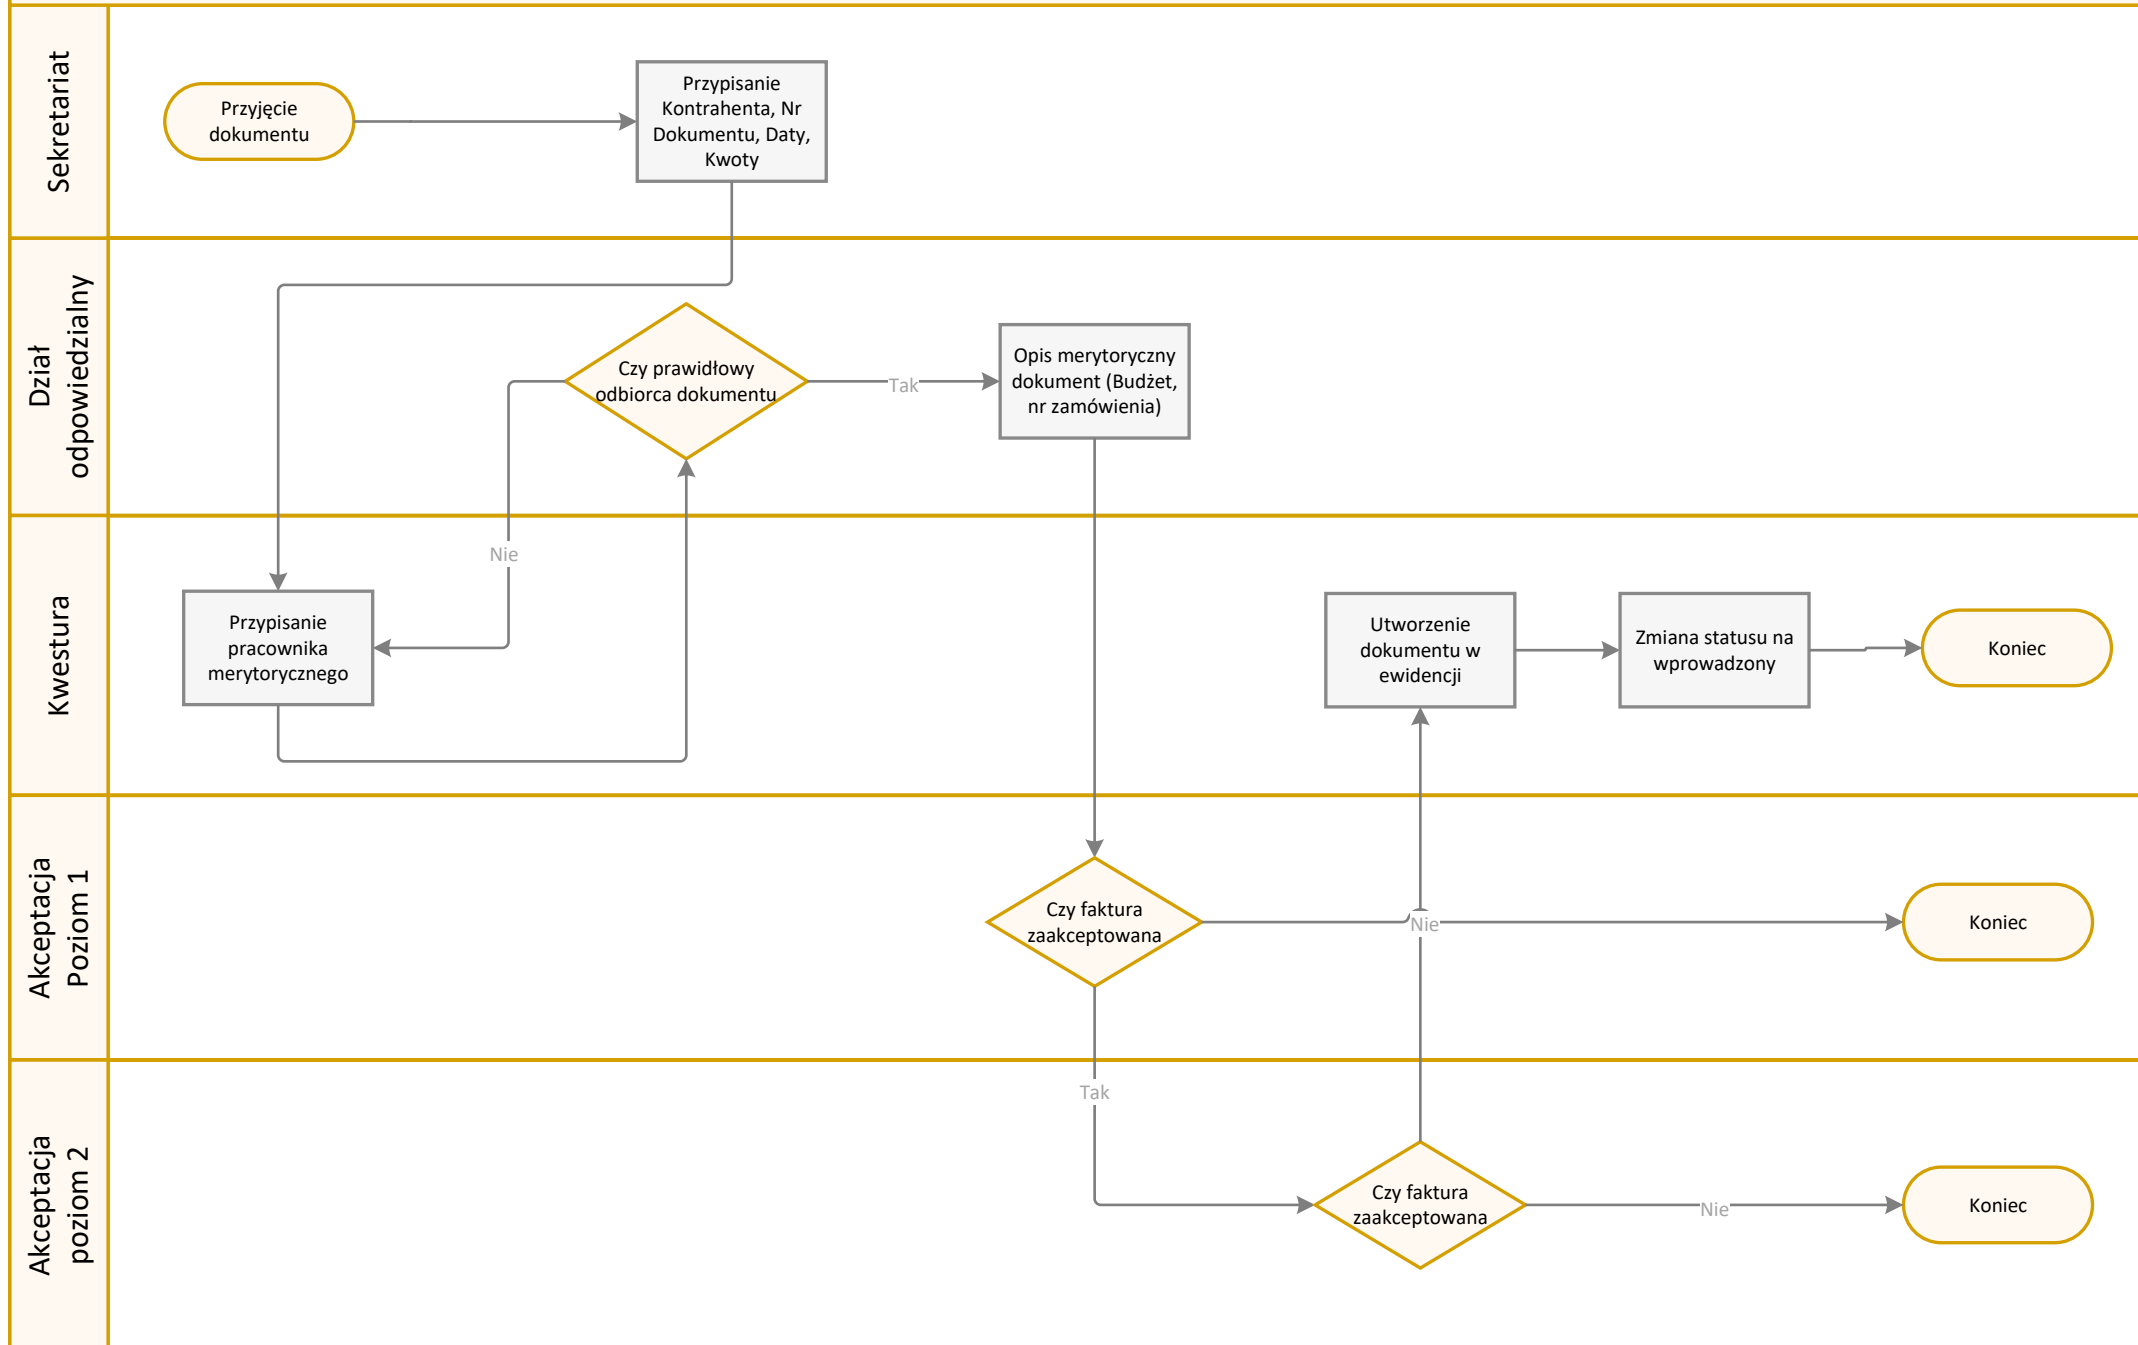 Sekretariat
Przyjęcie
dokumentu
Przypisanie
Kontrahenta, Nr
Dokumentu, Daty,
Kwoty
Dział
odpowiedzialny
Czy prawidłowy
odbiorca dokumentu
Tak
Opis merytoryczny
dokument (Budżet,
nr zamówienia)
Nie
Kwestura
Przypisanie
pracownika
merytorycznego
Utworzenie
dokumentu w
ewidencji
Zmiana statusu na
wprowadzony
Koniec
Akceptacja
Poziom 1
Czy faktura
zaakceptowana
Nie
Koniec
Tak
Akceptacja
poziom 2
Czy faktura
zaakceptowana
Nie
Koniec